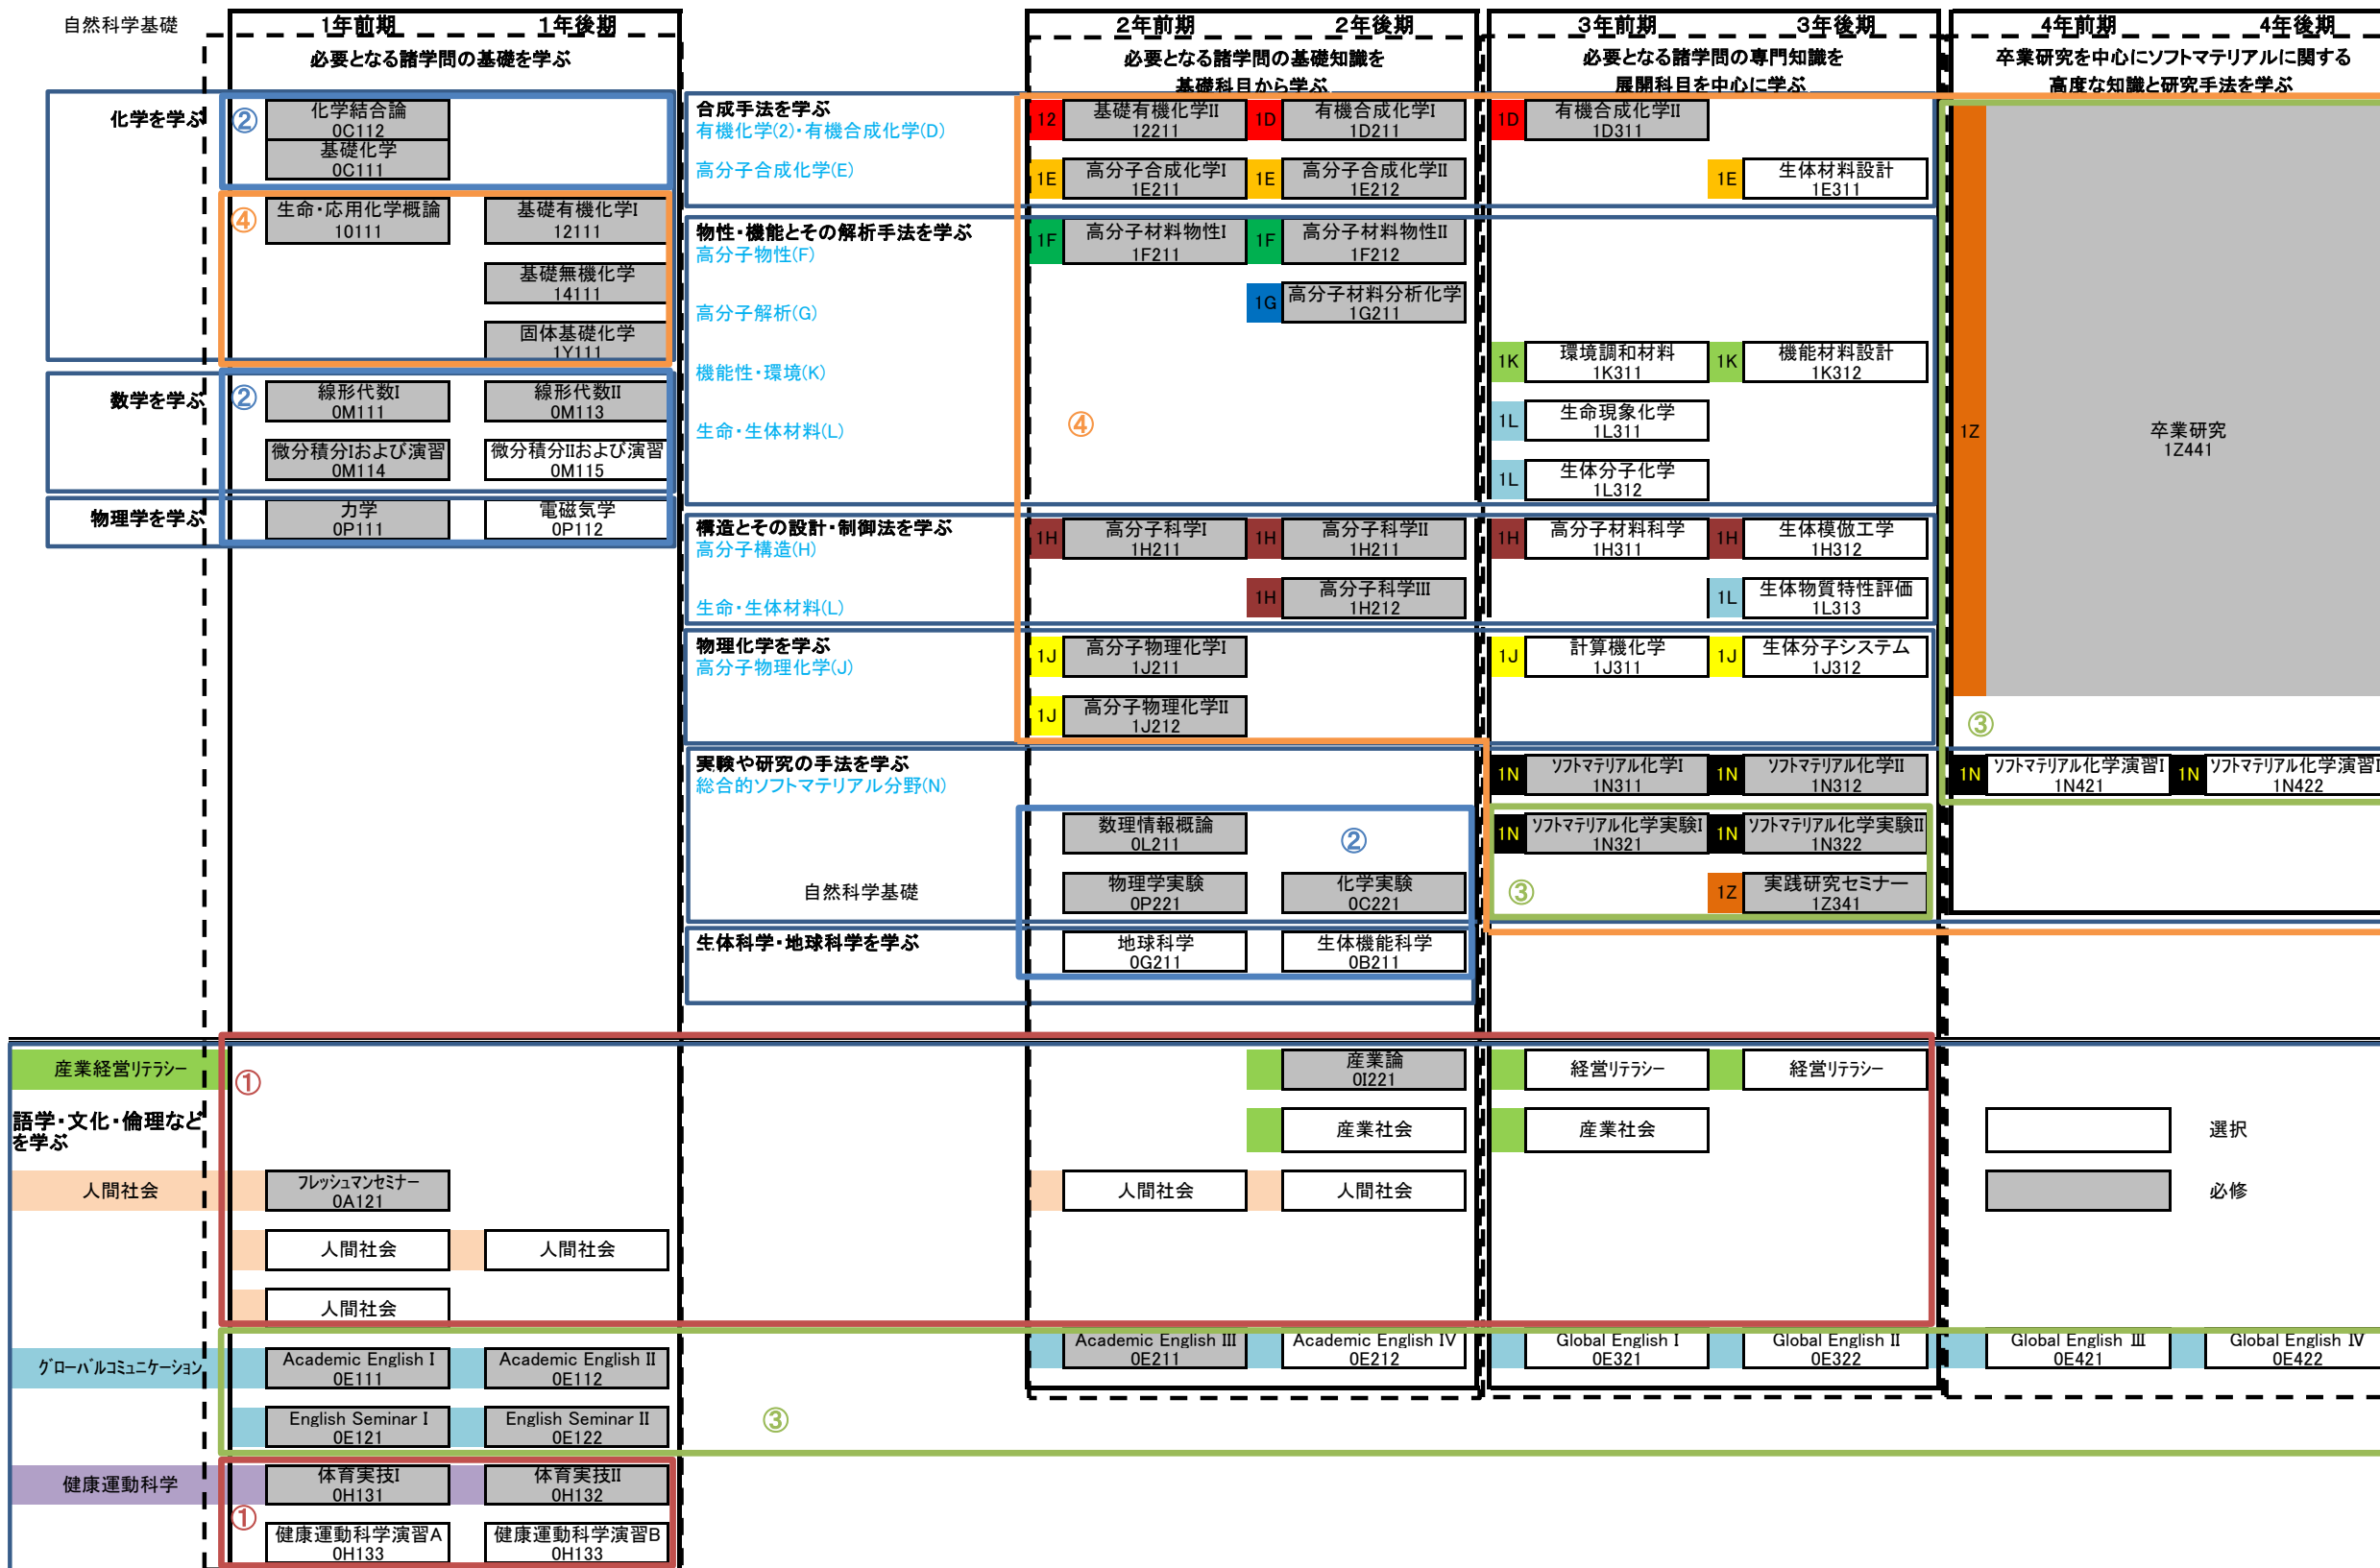 自然科学基礎
1年前期 1年後期 2年前期 2年後期 3年前期 3年後期 4年前期 4年後期
必要となる諸学問の基礎を学ぶ
必要となる諸学問の基礎知識を
基礎科目から学ぶ
必要となる諸学問の専門知識を
展開科目を中心に学ぶ
卒業研究を中心にソフトマテリアルに関する
高度な知識と研究手法を学ぶ
化学を学ぶ
②
化学結合論
0C112
基礎化学
0C111
④
生命・応用化学概論
10111
基礎有機化学I
12111
基礎無機化学
14111
固体基礎化学
1Y111
数学を学ぶ
②
線形代数I
0M111
線形代数II
0M113
微分積分Iおよび演習
0M114
微分積分IIおよび演習
0M115
物理学を学ぶ
力学
0P111
電磁気学
0P112
合成手法を学ぶ
有機化学(2)・有機合成化学(D)
12
基礎有機化学II
12211
1D
有機合成化学I
1D211
1D
有機合成化学II
1D311
高分子合成化学(E)
1E
高分子合成化学I
1E211
1E
高分子合成化学II
1E212
1E
生体材料設計
1E311
物性・機能とその解析手法を学ぶ
高分子物性(F)
1F
高分子材料物性I
1F211
1F
高分子材料物性II
1F212
高分子解析(G)
1G
高分子材料分析化学
1G211
機能性・環境(K)
1K
環境調和材料
1K311
1K
機能材料設計
1K312
生命・生体材料(L)
④
1L
生命現象化学
1L311
1L
生体分子化学
1L312
1Z
卒業研究
1Z441
構造とその設計・制御法を学ぶ
高分子構造(H)
1H
高分子科学I
1H211
1H
高分子科学II
1H211
1H
高分子材料科学
1H311
1H
生体模倣工学
1H312
生命・生体材料(L)
1H
高分子科学III
1H212
1L
生体物質特性評価
1L313
物理化学を学ぶ
高分子物理化学(J)
1J
高分子物理化学I
1J211
1J
計算機化学
1J311
1J
生体分子システム
1J312
1J
高分子物理化学II
1J212
③
実験や研究の手法を学ぶ
総合的ソフトマテリアル分野(N)
1N
ソフトマテリアル化学I
1N311
1N
ソフトマテリアル化学II
1N312
1N
ソフトマテリアル化学演習I
1N421
1N
ソフトマテリアル化学演習I
1N422
数理情報概論
0L211
②
1N
ソフトマテリアル化学実験I
1N321
1N
ソフトマテリアル化学実験II
1N322
自然科学基礎
物理学実験
0P221
化学実験
0C221
③
1Z
実践研究セミナー
1Z341
生体科学・地球科学を学ぶ
地球科学
0G211
生体機能科学
0B211
産業経営リテラシー
①
産業論
0I221
経営リテラシー
経営リテラシー
語学・文化・倫理など
を学ぶ
産業社会
産業社会
選択
人間社会
フレッシュマンセミナー
0A121
人間社会
人間社会
必修
人間社会
人間社会
人間社会
グローバルコミュニケーション
Academic English I
0E111
Academic English II
0E112
Academic English III
0E211
Academic English IV
0E212
Global English I
0E321
Global English II
0E322
Global English III
0E421
Global English IV
0E422
English Seminar I
0E121
English Seminar II
0E122
③
健康運動科学
体育実技I
0H131
体育実技II
0H132
①
健康運動科学演習A
0H133
健康運動科学演習B
0H133